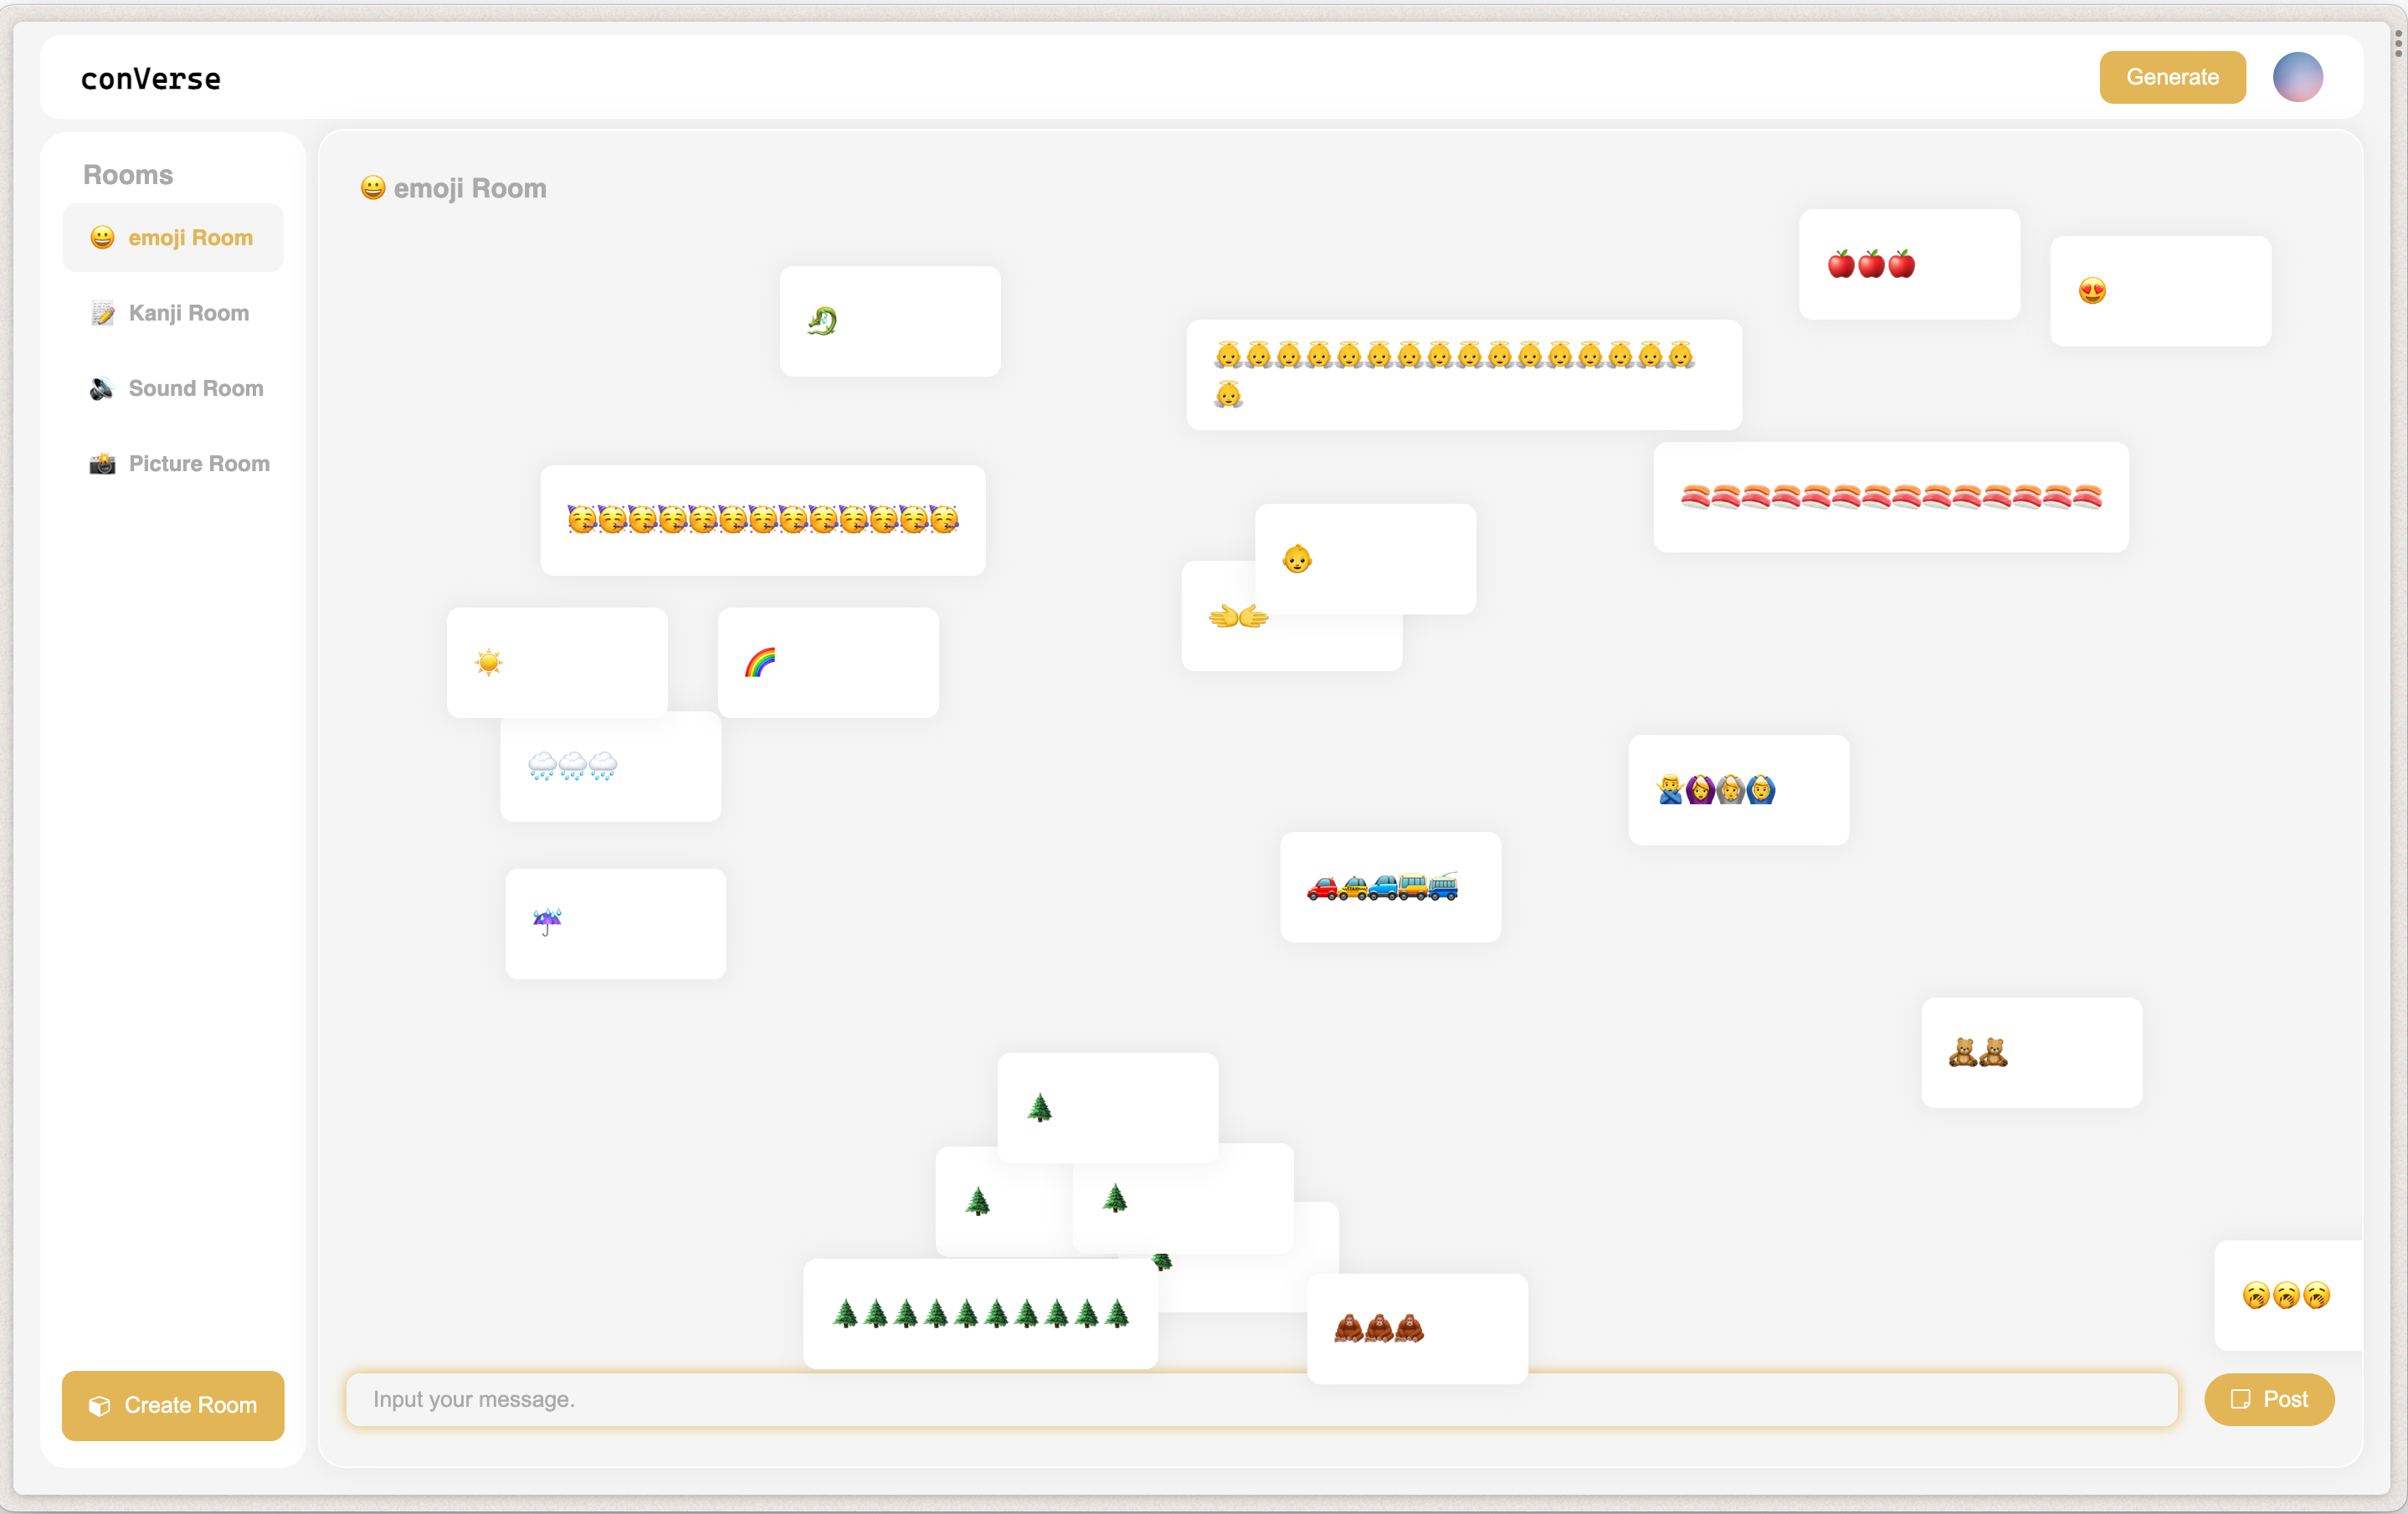 conVerse
Generate
Rooms
😀 emoji Room
📝 Kanji Room
🔊 Sound Room
📸 Picture Room
Create Room
😀 emoji Room
🍎🍎🍎
😍
🐉
👼👼👼👼👼👼👼👼👼👼👼👼👼👼👼👼
👼
🍣🍣🍣🍣🍣🍣🍣🍣🍣🍣🍣🍣🍣🍣
🥳🥳🥳🥳🥳🥳🥳🥳🥳🥳🥳🥳🥳
👶
🫲🫱
☀️
🌈
🌧️🌧️🌧️
🙅‍♂️🙆‍♀️🙆🙆‍♂️
🚗🚕🚙🚌🚎
☔
🧸🧸
🌲
🌲
🌲
🌲
🌲🌲🌲🌲🌲🌲🌲🌲🌲🌲
🦧🦧🦧
🥱🥱🥱
Input your message.
Post